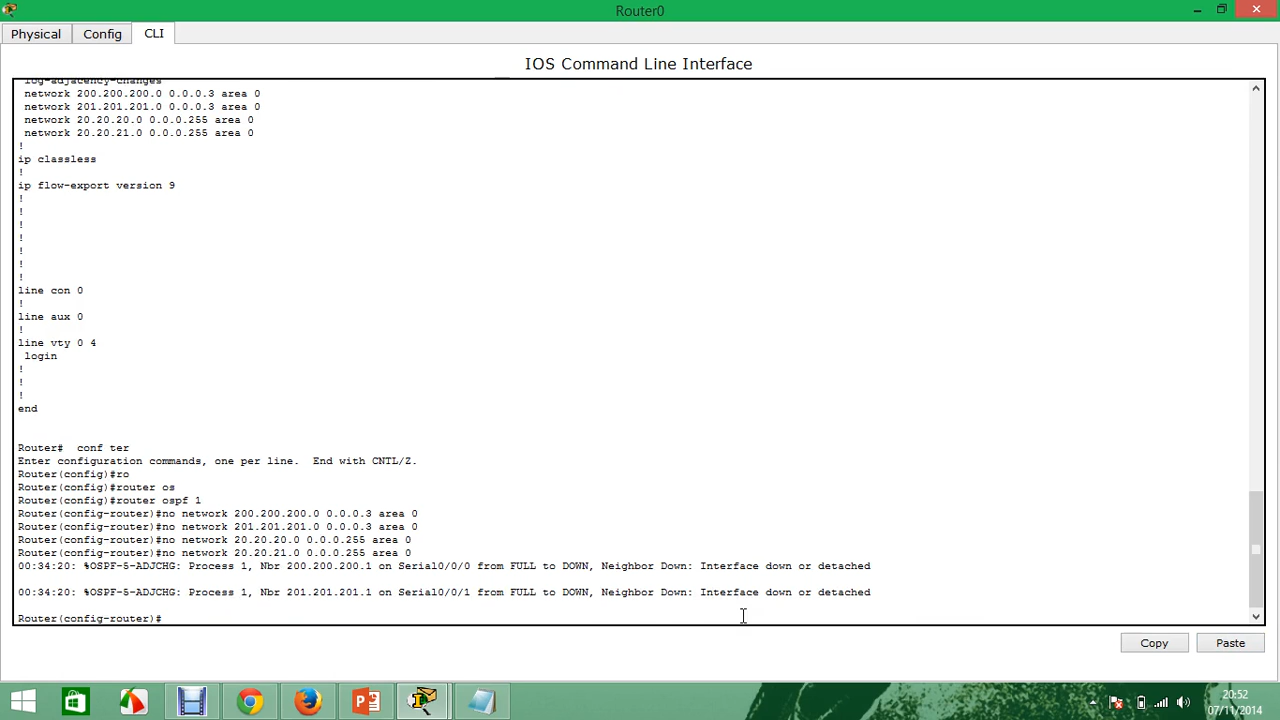 Router0
Physical
Config
CLI
IOS Command Line Interface
log-adjacency-changes
network 200.200.200.0 0.0.0.3 area 0
network 201.201.201.0 0.0.0.3 area 0
network 20.20.20.0 0.0.0.255 area 0
network 20.20.21.0 0.0.0.255 area 0
!
ip classless
!
ip flow-export version 9
!
!
!
!
!
!
!
line con 0
!
line aux 0
!
line vty 0 4
login
!
!
!
end
Router#  conf ter
Enter configuration commands, one per line.  End with CNTL/Z.
Router(config)#ro
Router(config)#router os
Router(config)#router ospf 1
Router(config-router)#no network 200.200.200.0 0.0.0.3 area 0
Router(config-router)#no network 201.201.201.0 0.0.0.3 area 0
Router(config-router)#no network 20.20.20.0 0.0.0.255 area 0
Router(config-router)#no network 20.20.21.0 0.0.0.255 area 0
00:34:20: %OSPF-5-ADJCHG: Process 1, Nbr 200.200.200.1 on Serial0/0/0 from FULL to DOWN, Neighbor Down: Interface down or detached
00:34:20: %OSPF-5-ADJCHG: Process 1, Nbr 201.201.201.1 on Serial0/0/1 from FULL to DOWN, Neighbor Down: Interface down or detached
Router(config-router)#
Copy
Paste
20:52
07/11/2014